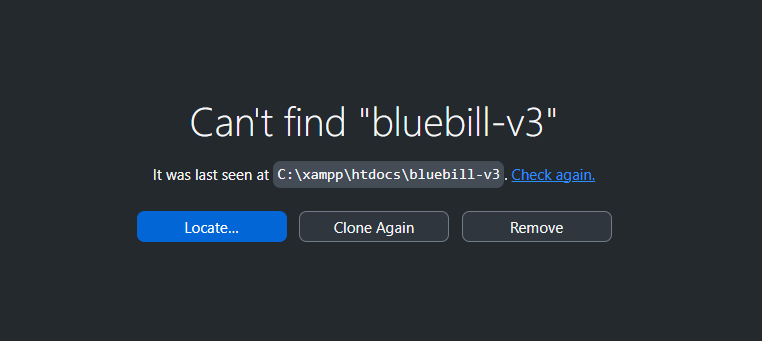 Can't find "bluebill-v3"
It was last seen at C:\xampp\htdocs\bluebill-v3. Check again.
Locate... Clone Again Remove